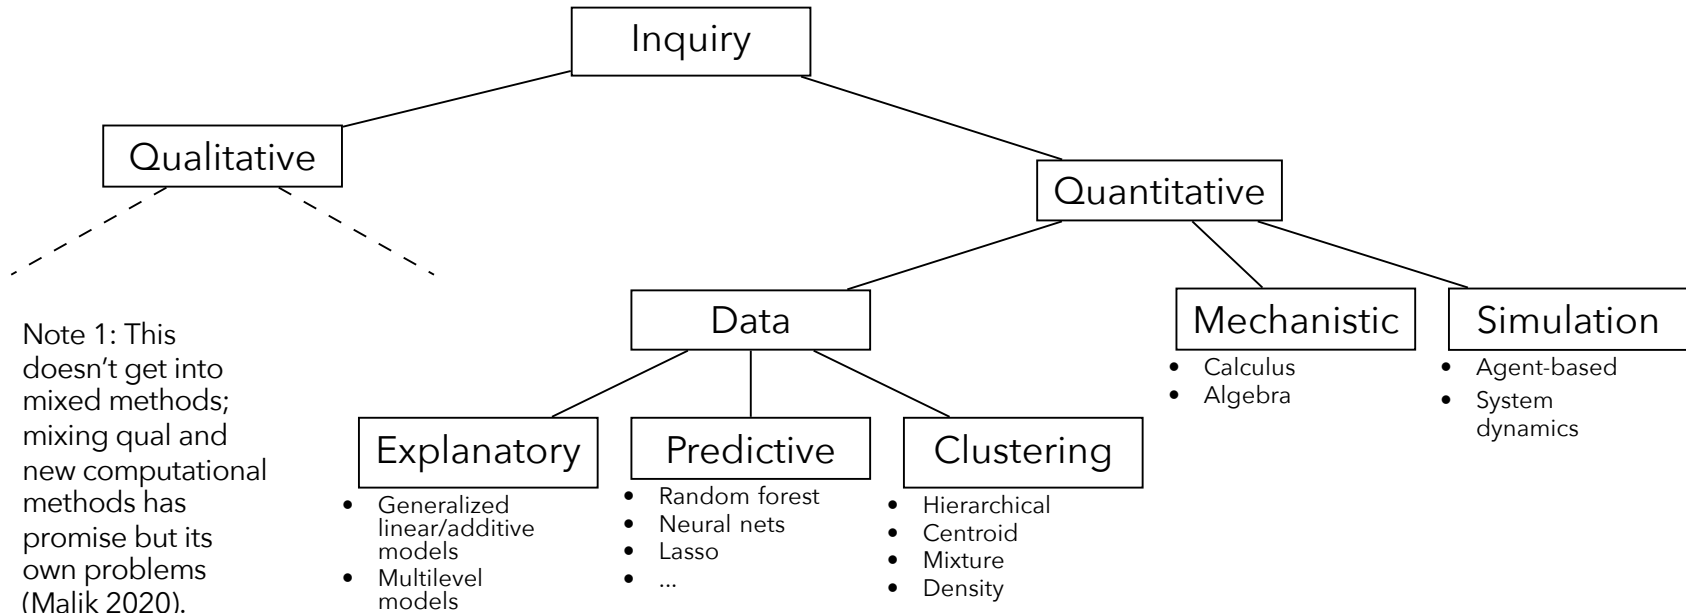 Inquiry
Qualitative
Quantitative
Data
Mechanistic
Simulation
• Calculus
• Algebra
• Agent-based
• System
dynamics
Note 1: This
doesn’t get into
mixed methods;
mixing qual and
new computational
methods has
promise but its
own problems
(Malik 2020).
Explanatory
Predictive
Clustering
• Generalized
linear/additive
models
• Multilevel
models
• Random forest
• Neural nets
• Lasso
• ...
• Hierarchical
• Centroid
• Mixture
• Density